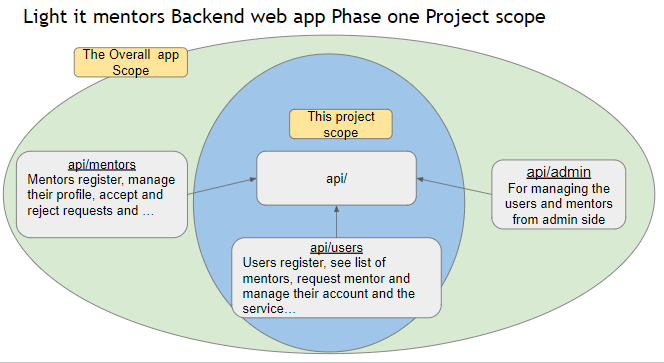 Light it mentors Backend web app Phase one Project scope
The Overall app
Scope
This project
scope
api/mentors
Mentors register, manage
their profile, accept and
reject requests and …
api/
api/admin
For managing the
users and mentors
from admin side
api/users
Users register, see list of
mentors, request mentor and
manage their account and the
service…